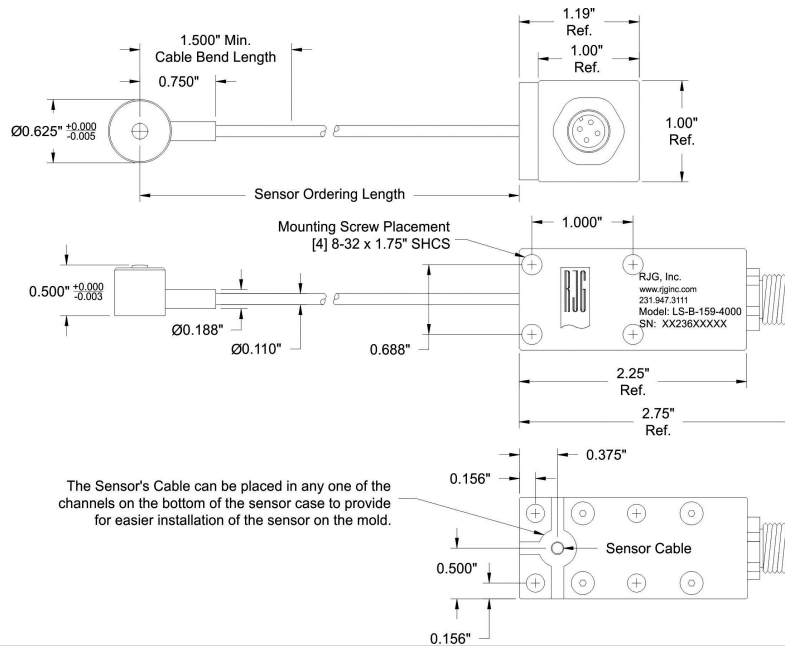 1.500" Min.
Cable Bend Length
0.750"
Ø0.625" +0.000
-0.005
1.19"
Ref.
1.00"
Ref.
1.00"
Ref.
Sensor Ordering Length
Mounting Screw Placement
[4] 8-32 x 1.75" SHCS
1.000"
0.500" +0.000
-0.003
Ø0.188"
Ø0.110"
0.688"
RJG
RJG, Inc.
www.rjginc.com
231.947.3111
Model: LS-B-159-4000
SN: XX236XXXXX
2.25"
Ref.
2.75"
Ref.
0.375"
0.156"
The Sensor's Cable can be placed in any one of the
channels on the bottom of the sensor case to provide
for easier installation of the sensor on the mold.
Sensor Cable
0.500"
0.156"